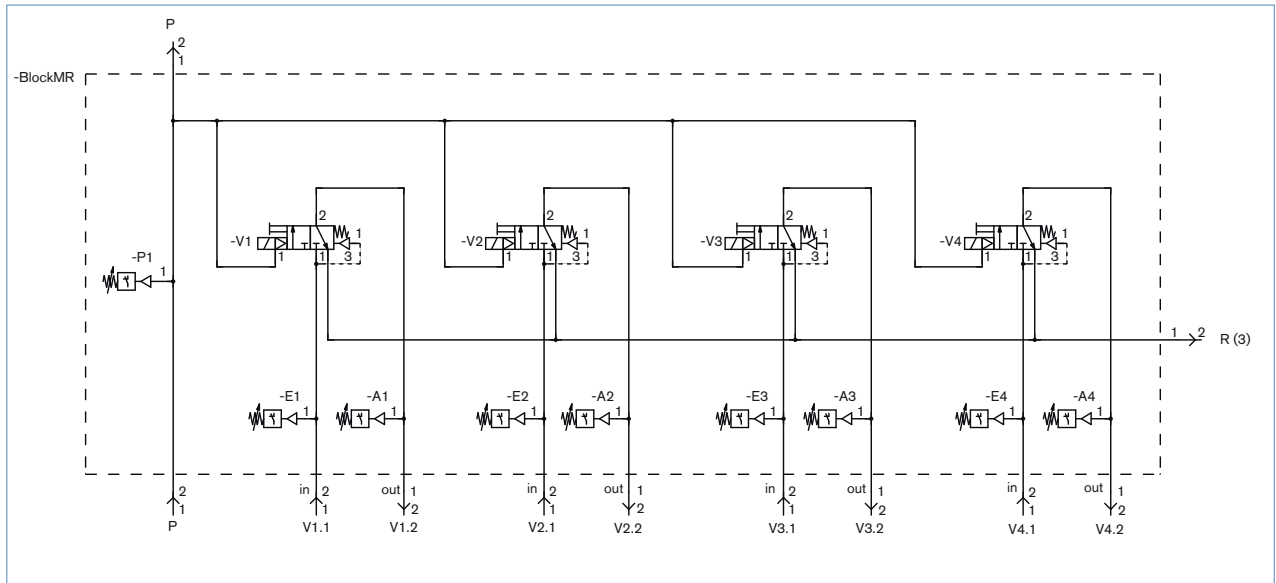 P
2
1
-BlockMR
2
2
2
2
-V1
1
1
3
1
-V2
1
1
3
1
-V3
1
1
3
1
-V4
1
1
3
1
-P1
1
1
2
R (3)
-E1
1
-A1
1
-E2
1
-A2
1
-E3
1
-A3
1
-E4
1
-A4
1
2
1
P
in
2
1
V1.1
out
1
2
V1.2
in
2
1
V2.1
out
1
2
V2.2
in
2
1
V3.1
out
1
2
V3.2
in
2
1
V4.1
out
1
2
V4.2